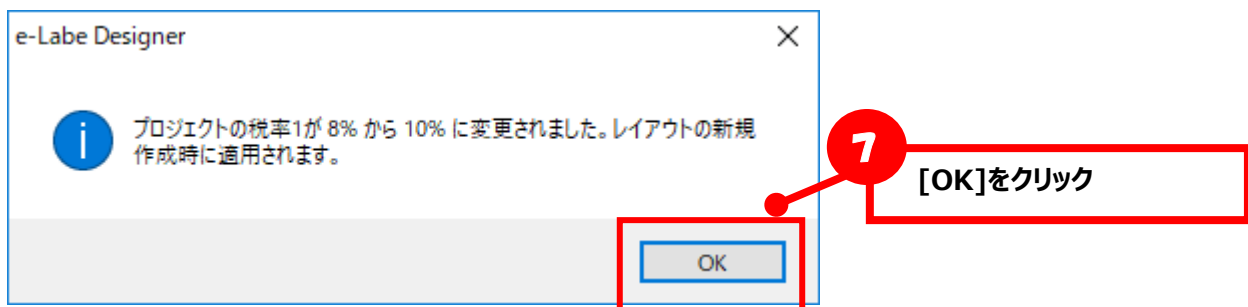 e-Labe Designer
プロジェクトの税率1が 8% から 10% に変更されました。レイアウトの新規
作成時に適用されます。
7
[OK]をクリック
OK